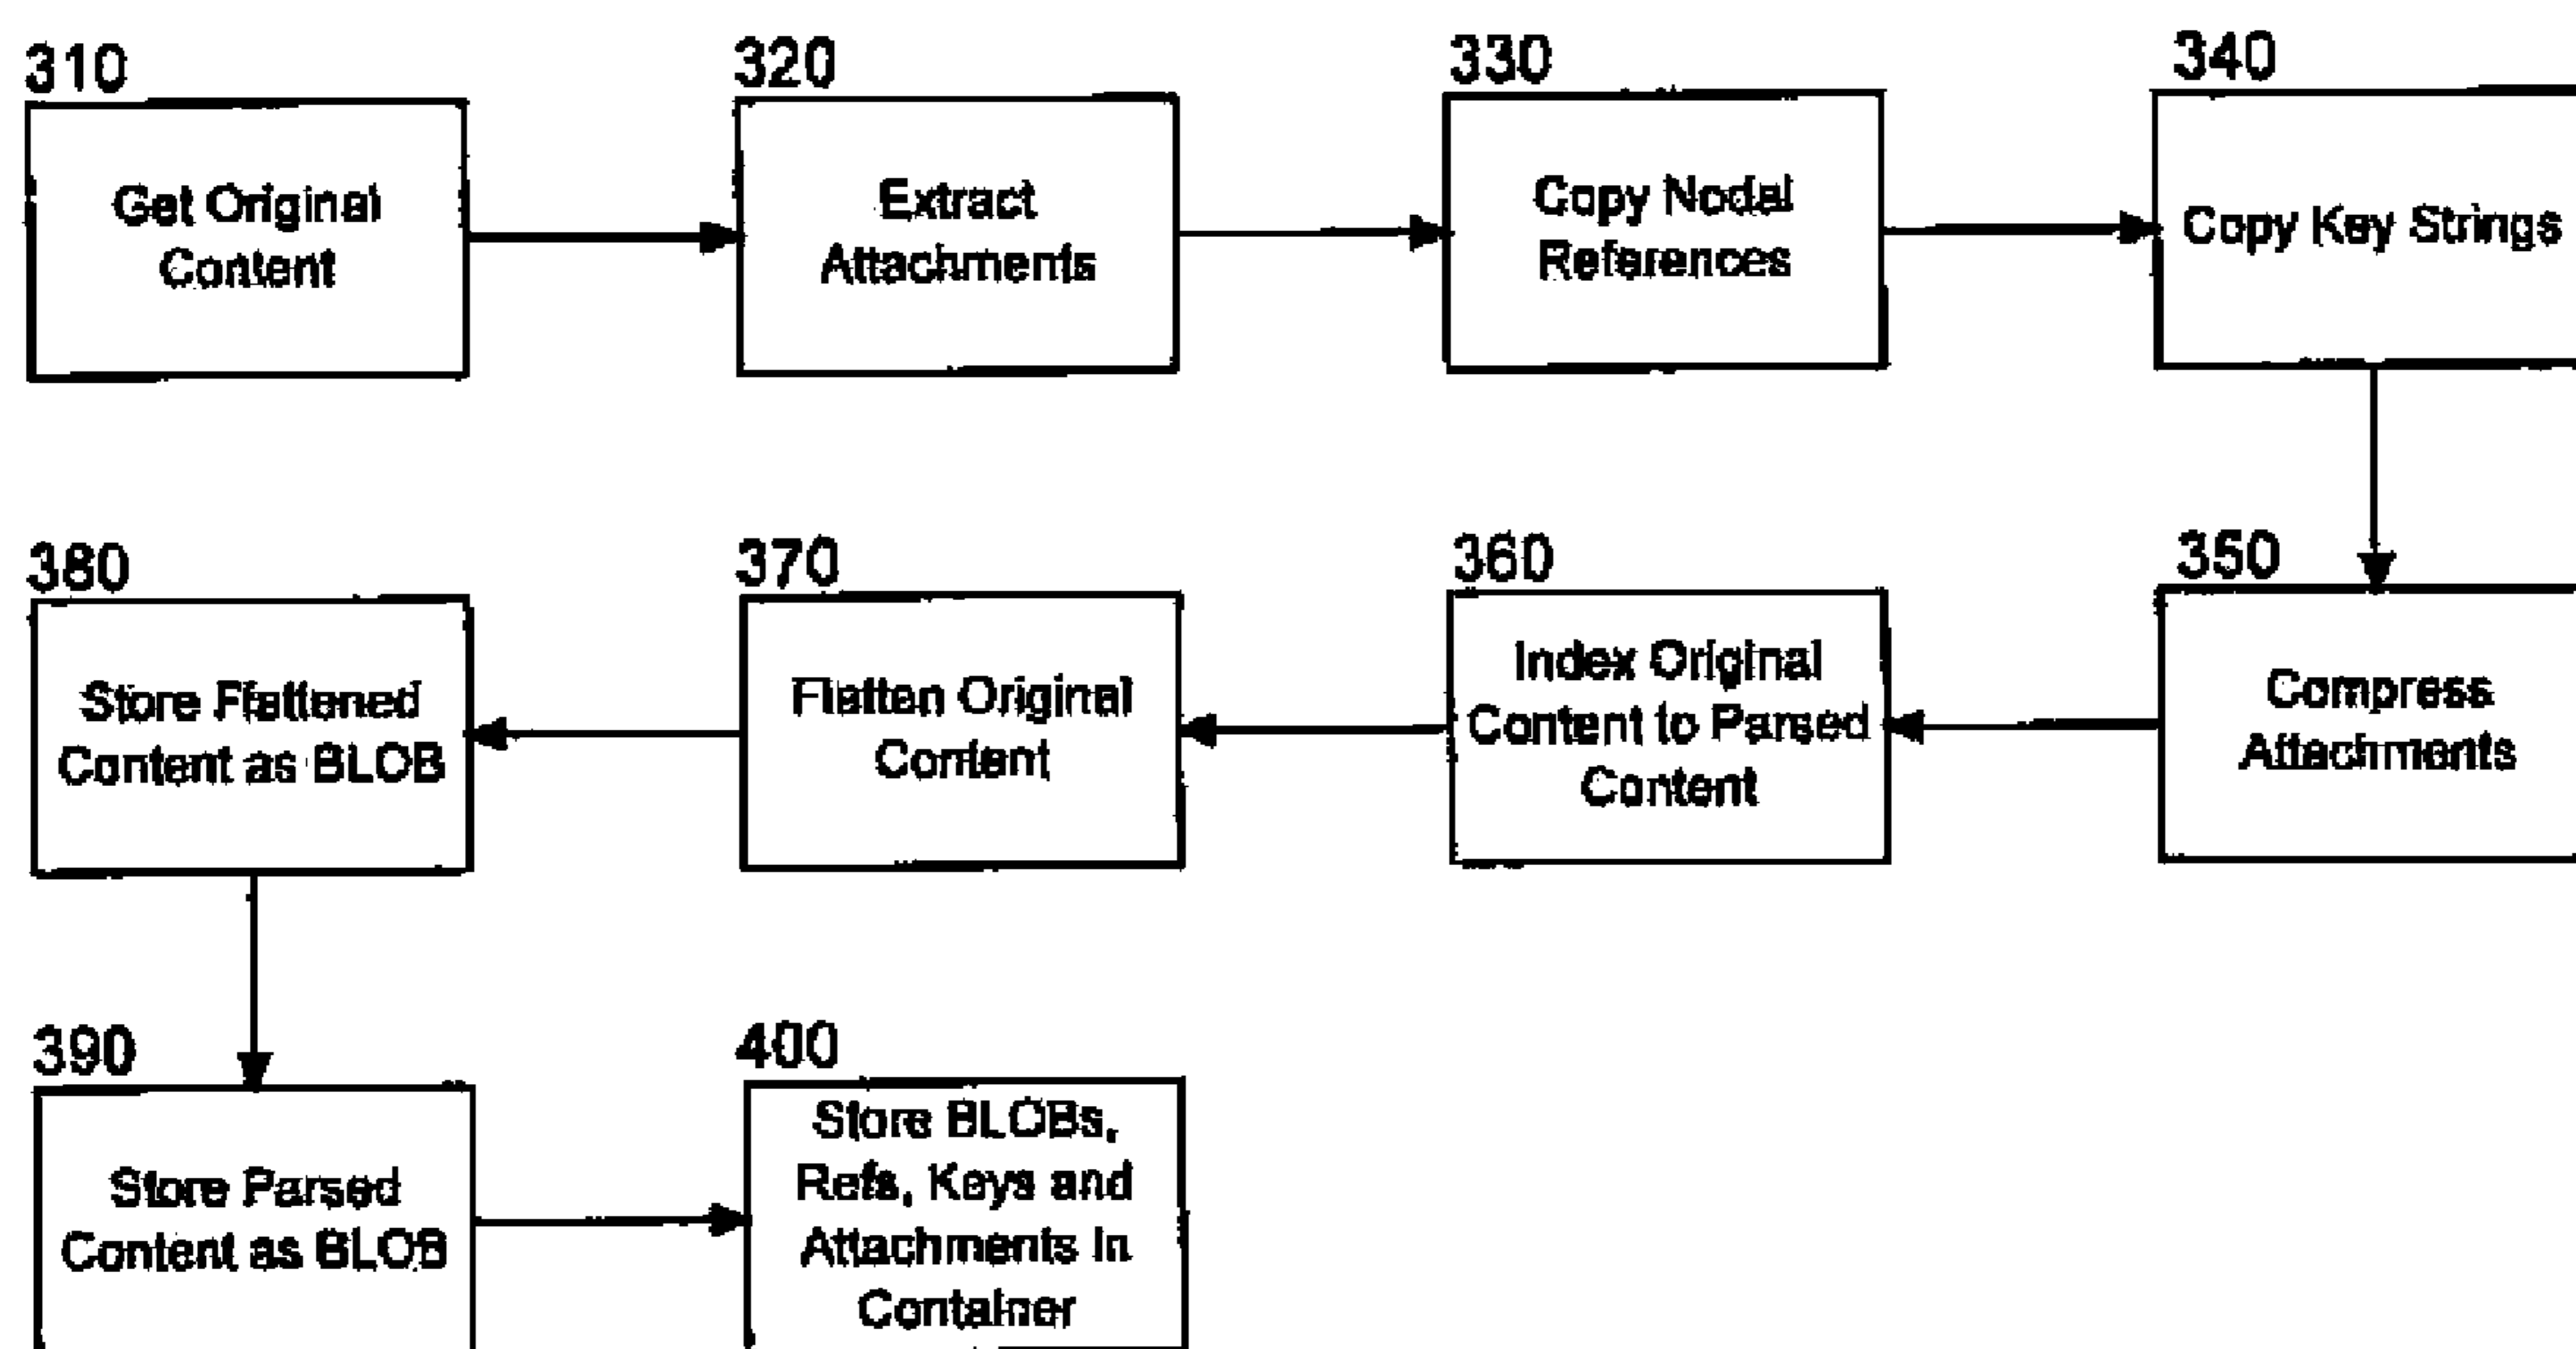 310
Get Original
Content
320
Extract
Attachments
330
Copy Nodal
References
340
Copy Key Strings
350
Compress
Attachments
360
Index Original
Content to Parsed
Content
370
Flatten Original
Content
380
Store Flattened
Content as BLOB
390
Store Parsed
Content as BLOB
400
Store BLOBs,
Refs, Keys and
Attachments in
Container